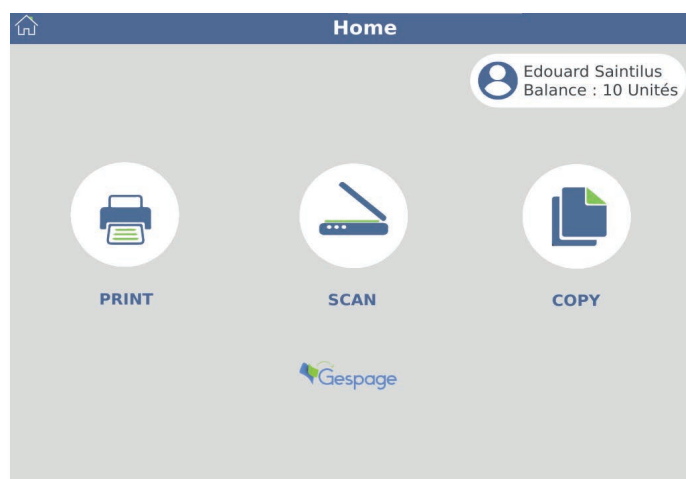 Home
Edouard Saintilus
Balance : 10 Unités
PRINT
SCAN
COPY
Gespage